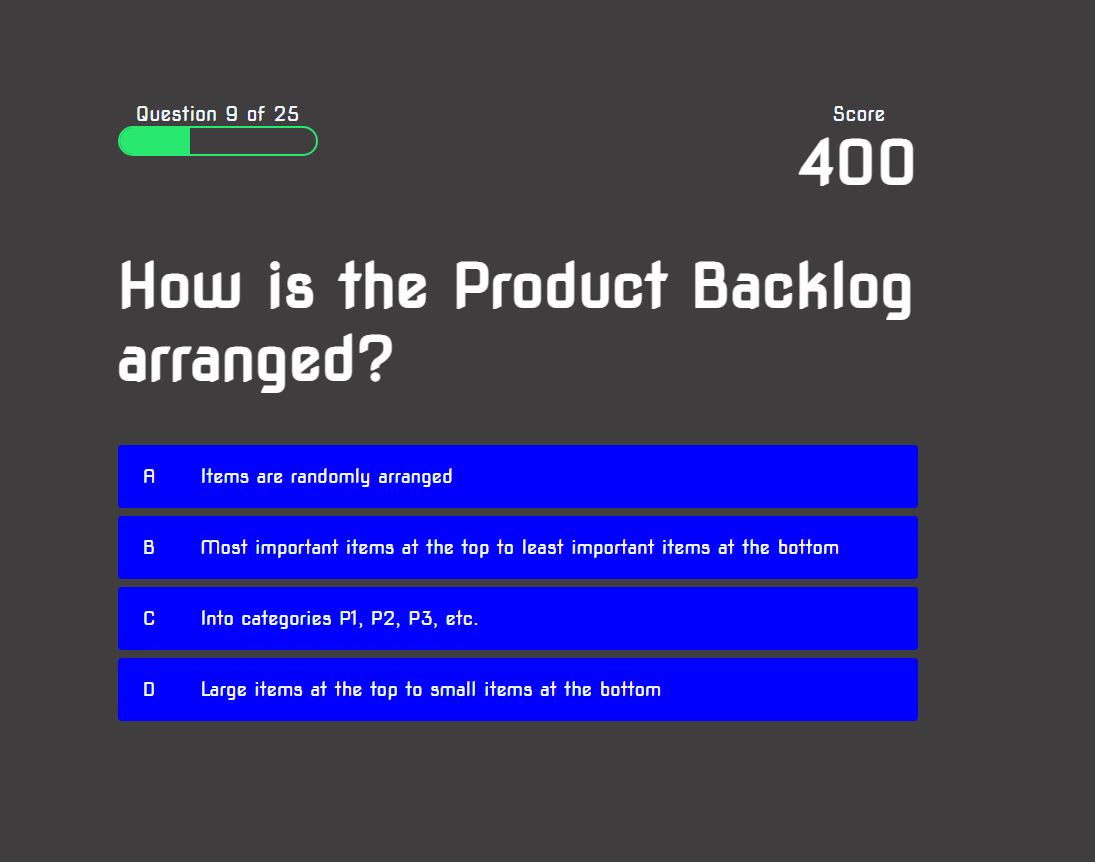 Question 9 of 25
Score
400
How is the Product Backlog
arranged?
A Items are randomly arranged
B Most important items at the top to least important items at the bottom
C Into categories P1, P2, P3, etc.
D Large items at the top to small items at the bottom